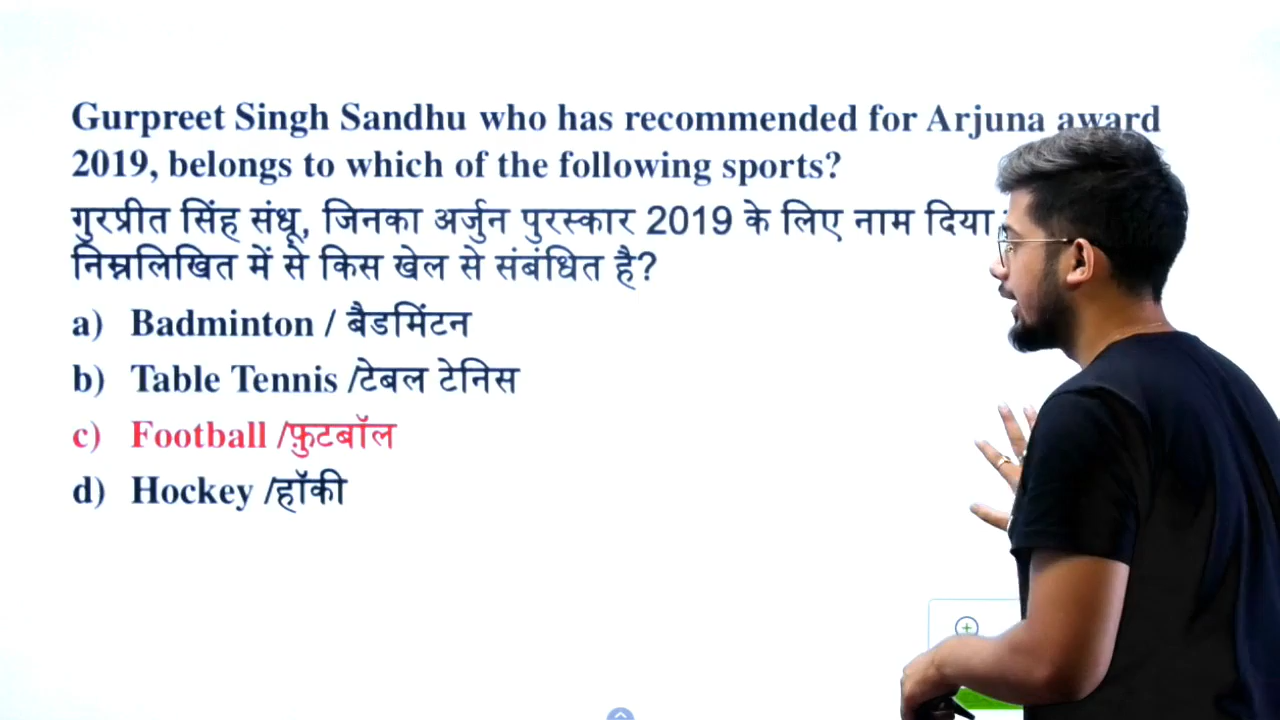 Gurpreet Singh Sandhu who has recommended for Arjuna award
2019, belongs to which of the following sports?
गुरप्रीत सिंह संधू, जिनका अर्जुन पुरस्कार 2019 के लिए नाम दिया
निम्नलिखित में से किस खेल से संबंधित है?
a) Badminton / बैडमिंटन
b) Table Tennis /टेबल टेनिस
c) Football /फ़ुटबॉल
d) Hockey /हॉकी